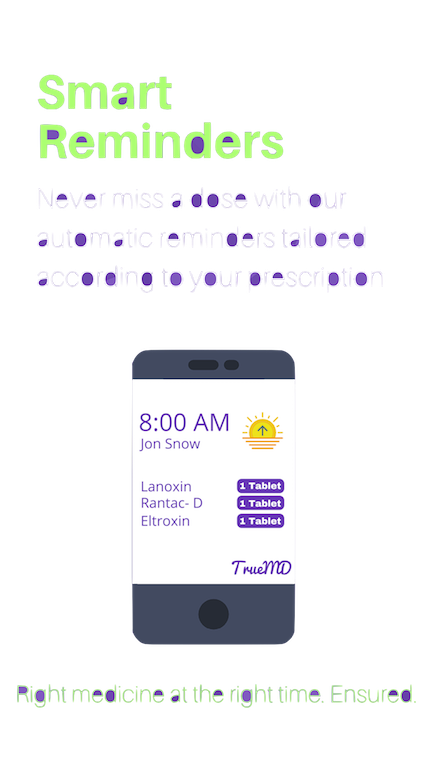 Smart
Reminders
Never miss a dose with our
automatic reminders tailored
according to your prescription
8:00 AM
Jon Snow
Lanoxin 1 Tablet
Rantac- D 1 Tablet
Eltroxin 1 Tablet
TrueMD
Right medicine at the right time. Ensured.